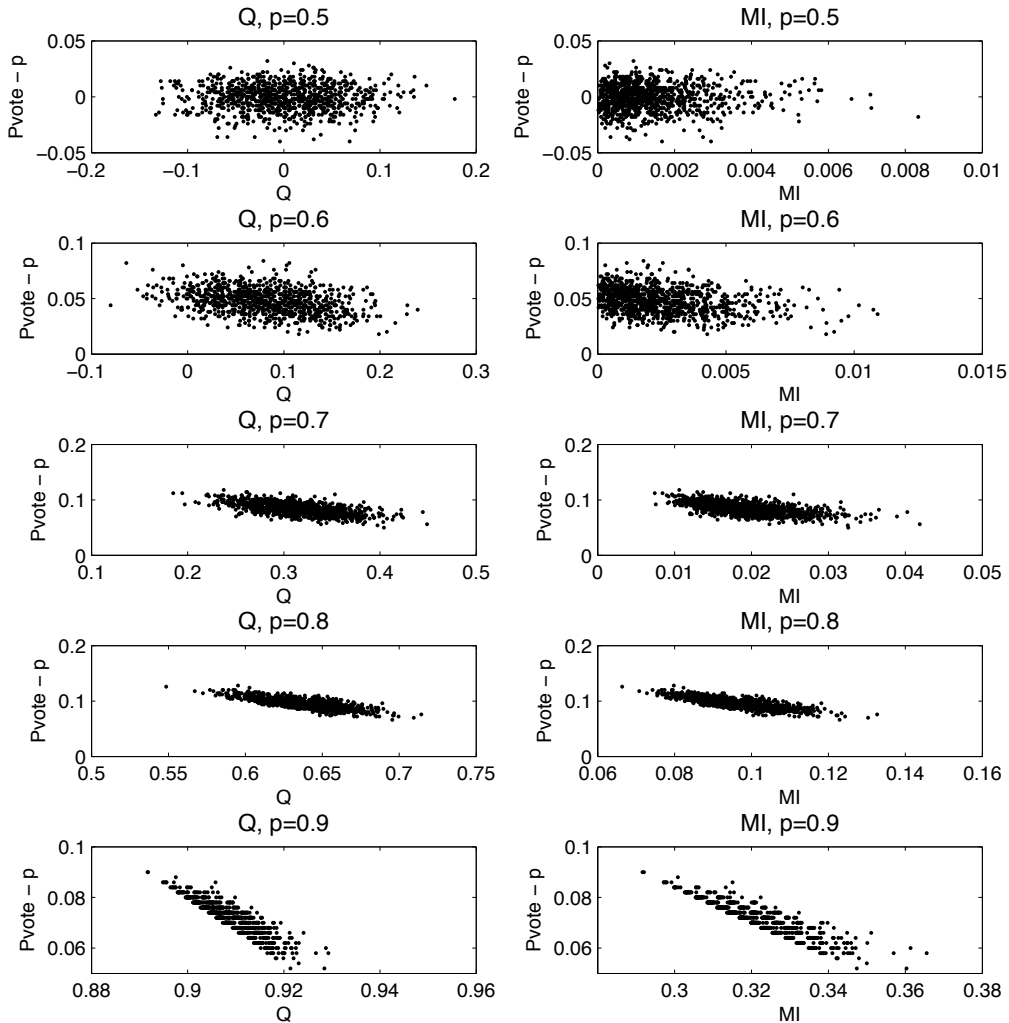 Q, p=0.5
0.05
0
−0.05
Pvote − p
−0.2 −0.1 0 0.1 0.2
Q
MI, p=0.5
0.05
0
−0.05
Pvote − p
0 0.002 0.004 0.006 0.008 0.01
MI
Q, p=0.6
0.1
0.05
0
Pvote − p
−0.1 0 0.1 0.2 0.3
Q
MI, p=0.6
0.1
0.05
0
Pvote − p
0 0.005 0.01 0.015
MI
Q, p=0.7
0.2
0.1
0
Pvote − p
0.1 0.2 0.3 0.4 0.5
Q
MI, p=0.7
0.2
0.1
0
Pvote − p
0 0.01 0.02 0.03 0.04 0.05
MI
Q, p=0.8
0.2
0.1
0
Pvote − p
0.5 0.55 0.6 0.65 0.7 0.75
Q
MI, p=0.8
0.2
0.1
0
Pvote − p
0.06 0.08 0.1 0.12 0.14 0.16
MI
Q, p=0.9
0.1
0.08
0.06
Pvote − p
0.88 0.9 0.92 0.94 0.96
Q
MI, p=0.9
0.1
0.08
0.06
Pvote − p
0.3 0.32 0.34 0.36 0.38
MI